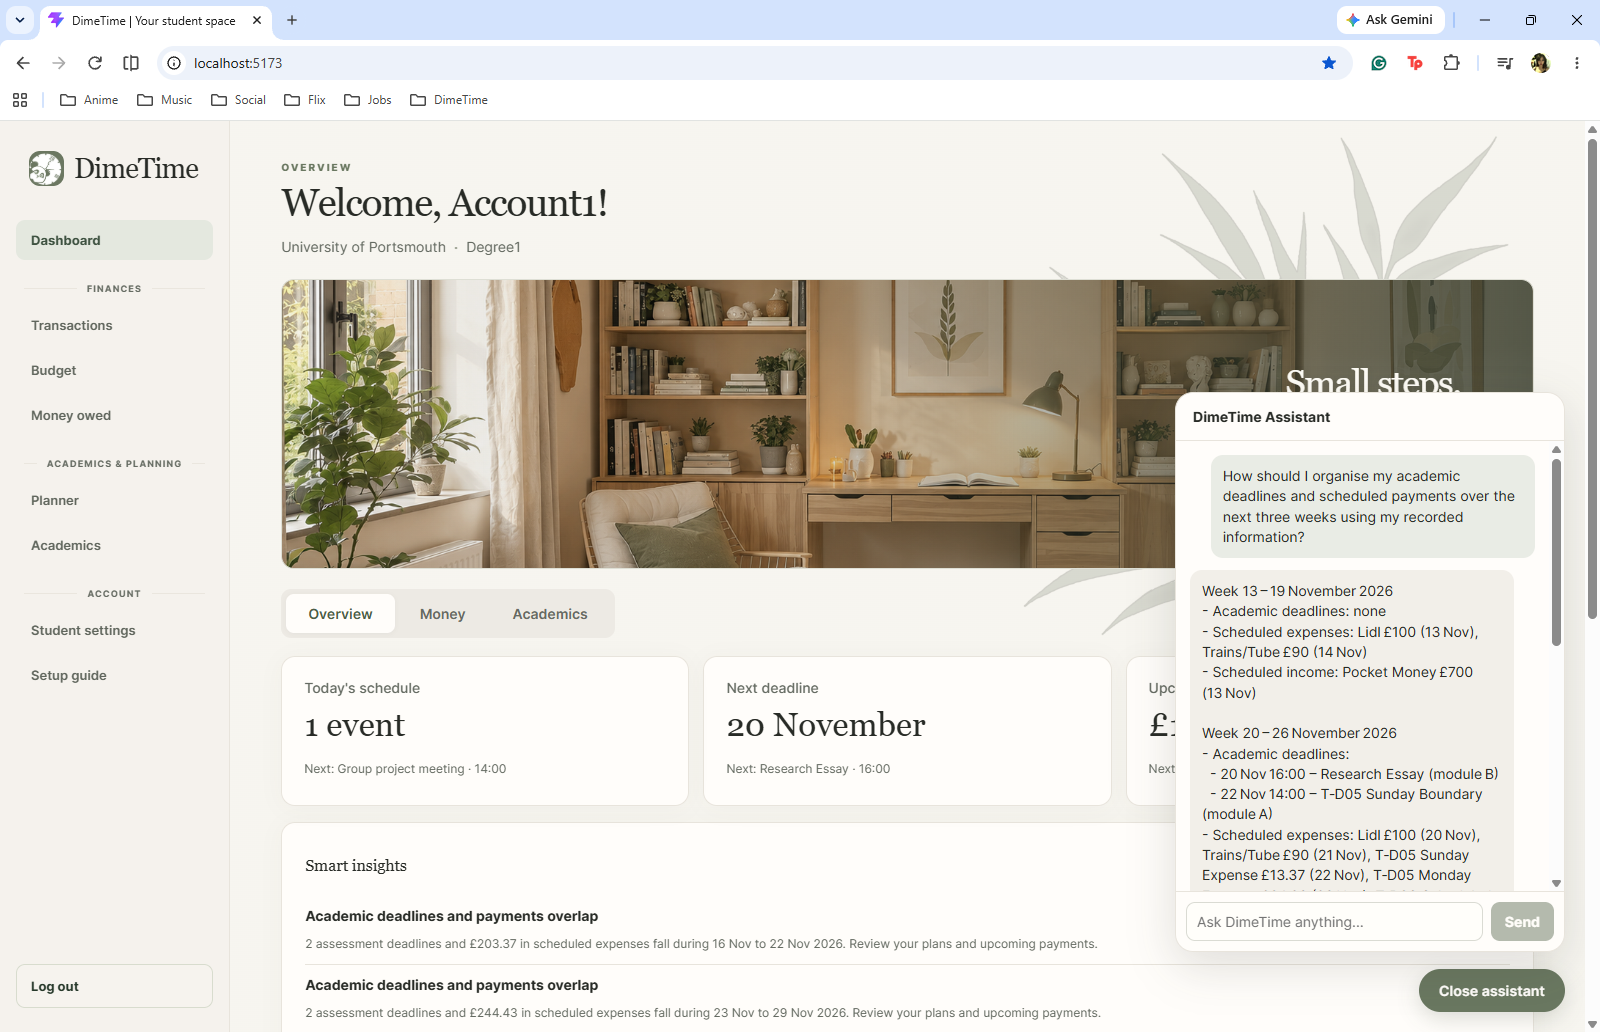 DimeTime | Your student space
Ask Gemini
localhost:5173
Anime
Music
Social
Flix
Jobs
DimeTime
DimeTime
Dashboard
FINANCES
Transactions
Budget
Money owed
ACADEMICS & PLANNING
Planner
Academics
ACCOUNT
Student settings
Setup guide
Log out
OVERVIEW
Welcome, Account1!
University of Portsmouth · Degree1
Small steps.
Overview
Money
Academics
Today's schedule
1 event
Next: Group project meeting · 14:00
Next deadline
20 November
Next: Research Essay · 16:00
Upc
£1
Next
Smart insights
Academic deadlines and payments overlap
2 assessment deadlines and £203.37 in scheduled expenses fall during 16 Nov to 22 Nov 2026. Review your plans and upcoming payments.
Academic deadlines and payments overlap
2 assessment deadlines and £244.43 in scheduled expenses fall during 23 Nov to 29 Nov 2026. Review your plans and upcoming payments.
DimeTime Assistant
How should I organise my academic
deadlines and scheduled payments over the
next three weeks using my recorded
information?
Week 13–19 November 2026
- Academic deadlines: none
- Scheduled expenses: Lidl £100 (13 Nov),
Trains/Tube £90 (14 Nov)
- Scheduled income: Pocket Money £700
(13 Nov)
Week 20–26 November 2026
- Academic deadlines:
- 20 Nov 16:00 – Research Essay (module B)
- 22 Nov 14:00 – T-D05 Sunday Boundary
(module A)
- Scheduled expenses: Lidl £100 (20 Nov),
Trains/Tube £90 (21 Nov), T-D05 Sunday
Expense £13.37 (22 Nov), T-D05 Monday
Ask DimeTime anything...
Send
Close assistant